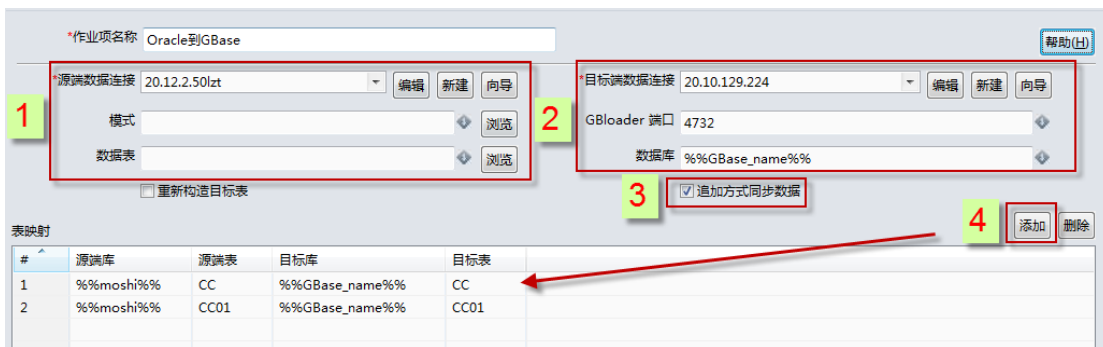 *作业项名称 Oracle到GBase
帮助(H)
1
*源端数据连接 20.12.2.50lzt 编辑 新建 向导
模式 浏览
数据表 浏览
重新构造目标表
2
*目标端数据连接 20.10.129.224 编辑 新建 向导
GBloader 端口 4732
数据库 %%GBase_name%%
3
追加方式同步数据
4
添加 删除
表映射
# 源端库 源端表 目标库 目标表
1 %%moshi%% CC %%GBase_name%% CC
2 %%moshi%% CC01 %%GBase_name%% CC01